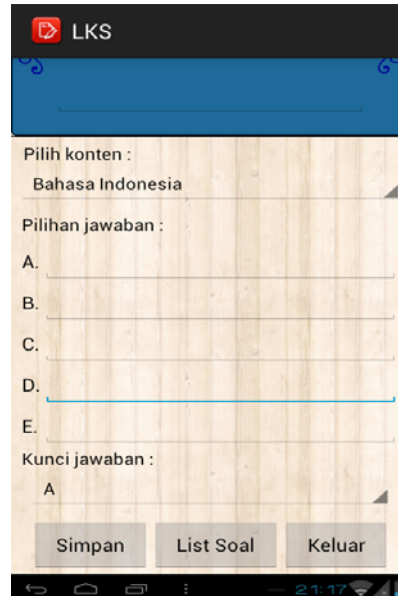 LKS
Pilih konten :
Bahasa Indonesia
Pilihan jawaban :
A.
B.
C.
D.
E.
Kunci jawaban :
A
Simpan List Soal Keluar
21:17